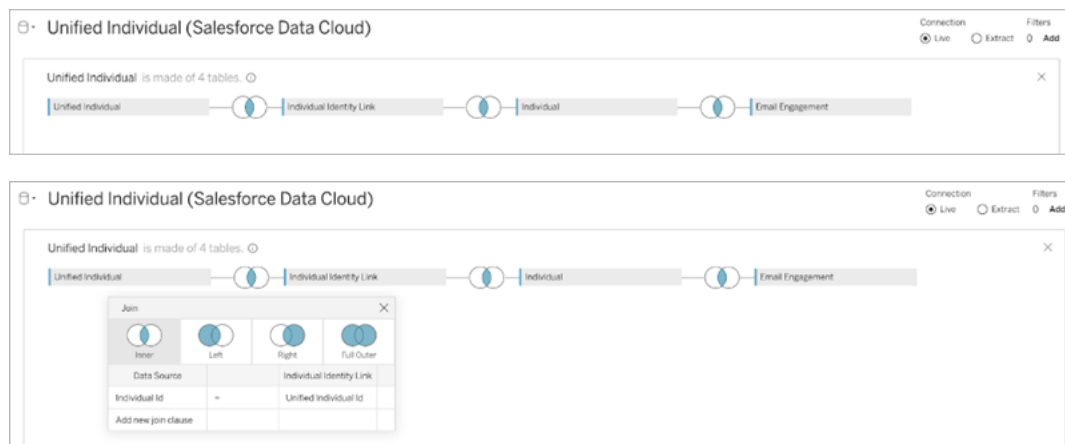 Unified Individual (Salesforce Data Cloud)
Connection
Filters
Live
Extract
0
Add
Unified Individual is made of 4 tables.
Unified Individual
Individual Identity Link
Individual
Email Engagement
Unified Individual (Salesforce Data Cloud)
Connection
Filters
Live
Extract
0
Add
Unified Individual is made of 4 tables.
Unified Individual
Individual Identity Link
Individual
Email Engagement
Join
Inner
Left
Right
Full Outer
Data Source
Individual Identity Link
Individual Id
=
Unified Individual Id
Add new join clause